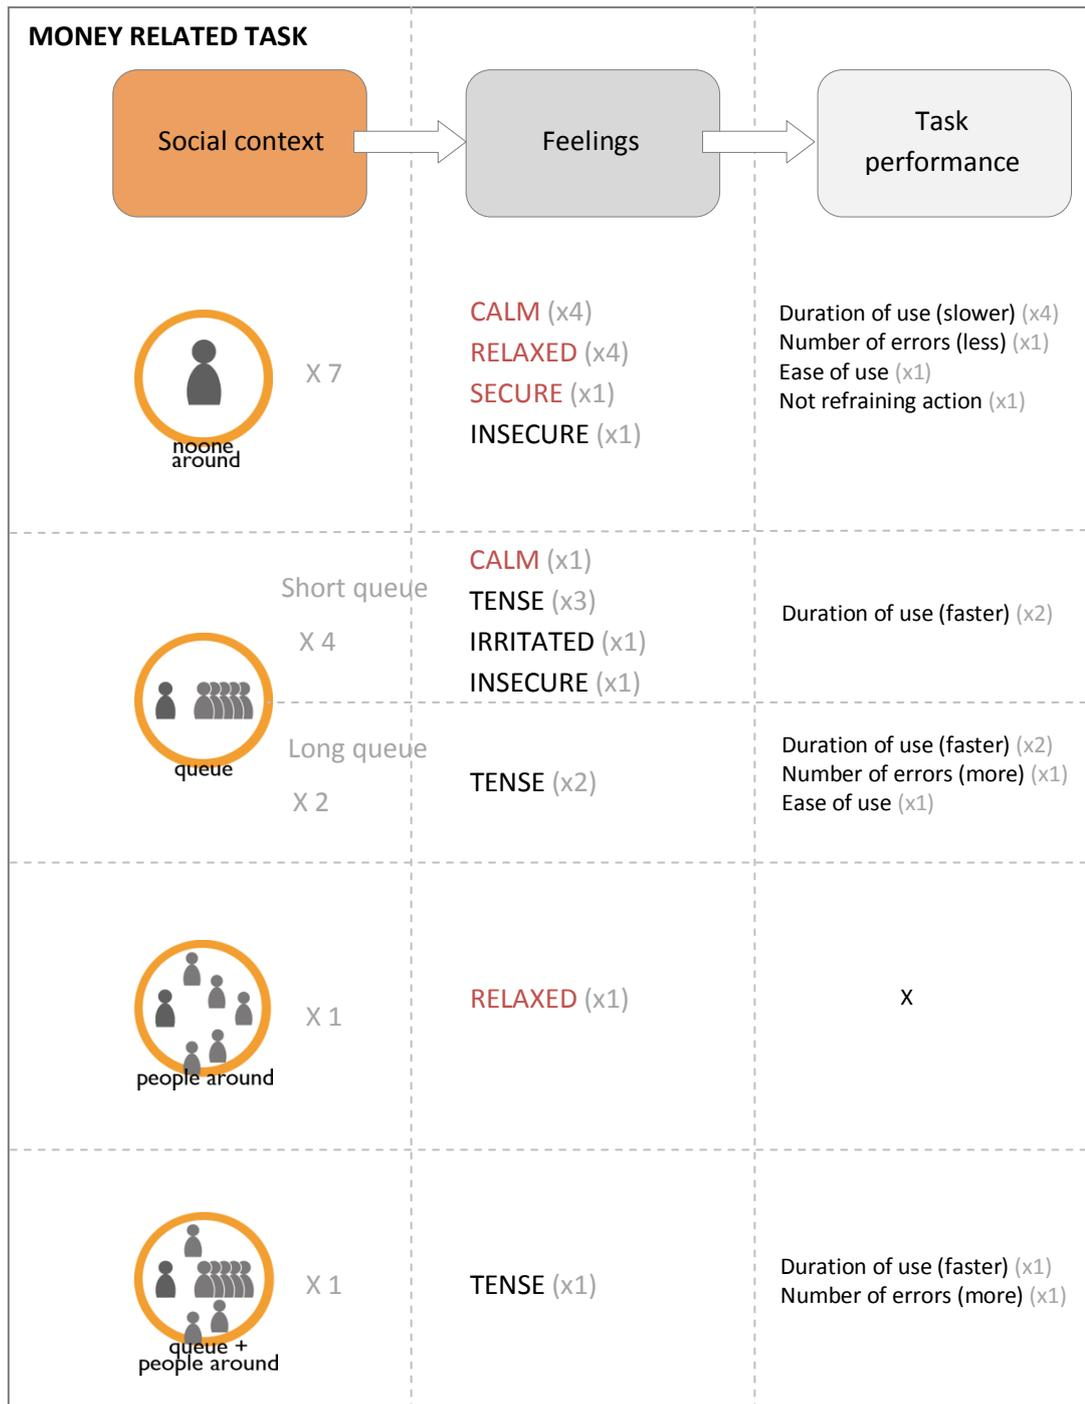 MONEY RELATED TASK
Social context
Feelings
Task
performance
noone
around
X 7
CALM (x4)
RELAXED (x4)
SECURE (x1)
INSECURE (x1)
Duration of use (slower) (x4)
Number of errors (less) (x1)
Ease of use (x1)
Not refraining action (x1)
queue
Short queue
X 4
CALM (x1)
TENSE (x3)
IRRITATED (x1)
INSECURE (x1)
Duration of use (faster) (x2)
Long queue
X 2
TENSE (x2)
Duration of use (faster) (x2)
Number of errors (more) (x1)
Ease of use (x1)
people around
X 1
RELAXED (x1)
X
queue +
people around
X 1
TENSE (x1)
Duration of use (faster) (x1)
Number of errors (more) (x1)